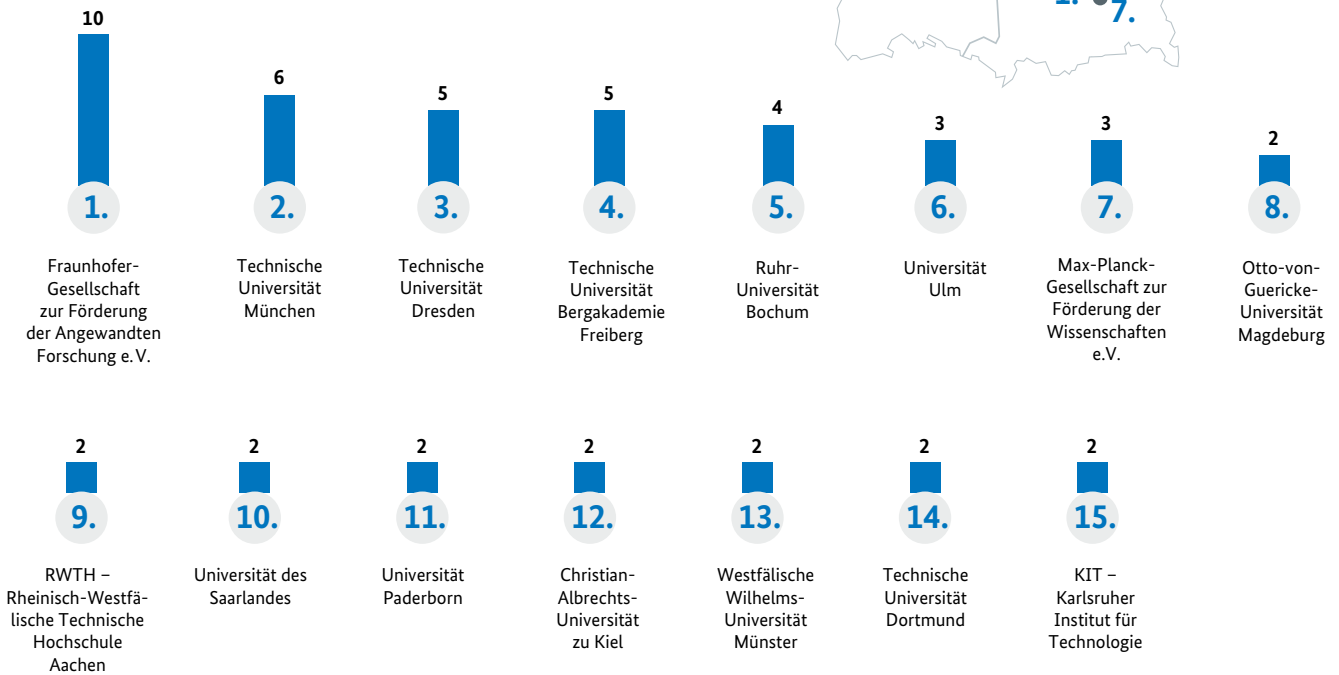 1.
7.
10
6
5
5
4
3
3
2
1.
2.
3.
4.
5.
6.
7.
8.
Fraunhofer-
Gesellschaft
zur Förderung
der Angewandten
Forschung e. V.
Technische
Universität
München
Technische
Universität
Dresden
Technische
Universität
Bergakademie
Freiberg
Ruhr-
Universität
Bochum
Universität
Ulm
Max-Planck-
Gesellschaft zur
Förderung der
Wissenschaften
e.V.
Otto-von-
Guericke-
Universität
Magdeburg
2
2
2
2
2
2
2
9.
10.
11.
12.
13.
14.
15.
RWTH –
Rheinisch-Westfä-
lische Technische
Hochschule
Aachen
Universität des
Saarlandes
Universität
Paderborn
Christian-
Albrechts-
Universität
zu Kiel
Westfälische
Wilhelms-
Universität
Münster
Technische
Universität
Dortmund
KIT –
Karlsruher
Institut für
Technologie